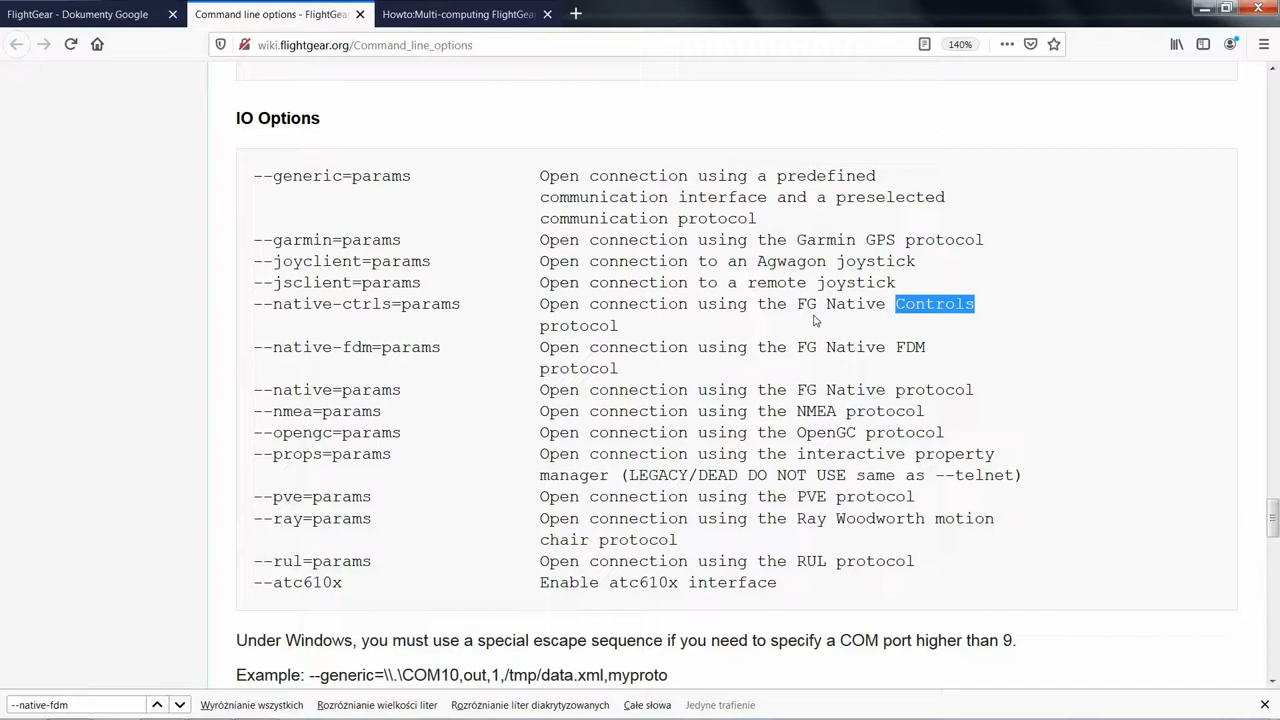 FlightGear - Dokumenty Google
Command line options - FlightGea
Howto:Multi-computing FlightGea
wiki.flightgear.org/Command_line_options
140%
IO Options
--generic=params Open connection using a predefined
communication interface and a preselected
communication protocol
--garmin=params Open connection using the Garmin GPS protocol
--joyclient=params Open connection to an Agwagon joystick
--jsclient=params Open connection to a remote joystick
--native-ctrls=params Open connection using the FG Native Controls
protocol
--native-fdm=params Open connection using the FG Native FDM
protocol
--native=params Open connection using the FG Native protocol
--nmea=params Open connection using the NMEA protocol
--opengc=params Open connection using the OpenGC protocol
--props=params Open connection using the interactive property
manager (LEGACY/DEAD DO NOT USE same as --telnet)
--pve=params Open connection using the PVE protocol
--ray=params Open connection using the Ray Woodworth motion
chair protocol
--rul=params Open connection using the RUL protocol
--atc610x Enable atc610x interface
Under Windows, you must use a special escape sequence if you need to specify a COM port higher than 9.
Example: --generic=\\.\COM10,out,1,/tmp/data.xml,myproto
--native-fdm
Wyróżnianie wszystkich Rozróżnianie wielkości liter Rozróżnianie liter diakrytyzowanych Całe słowa Jedyne trafienie